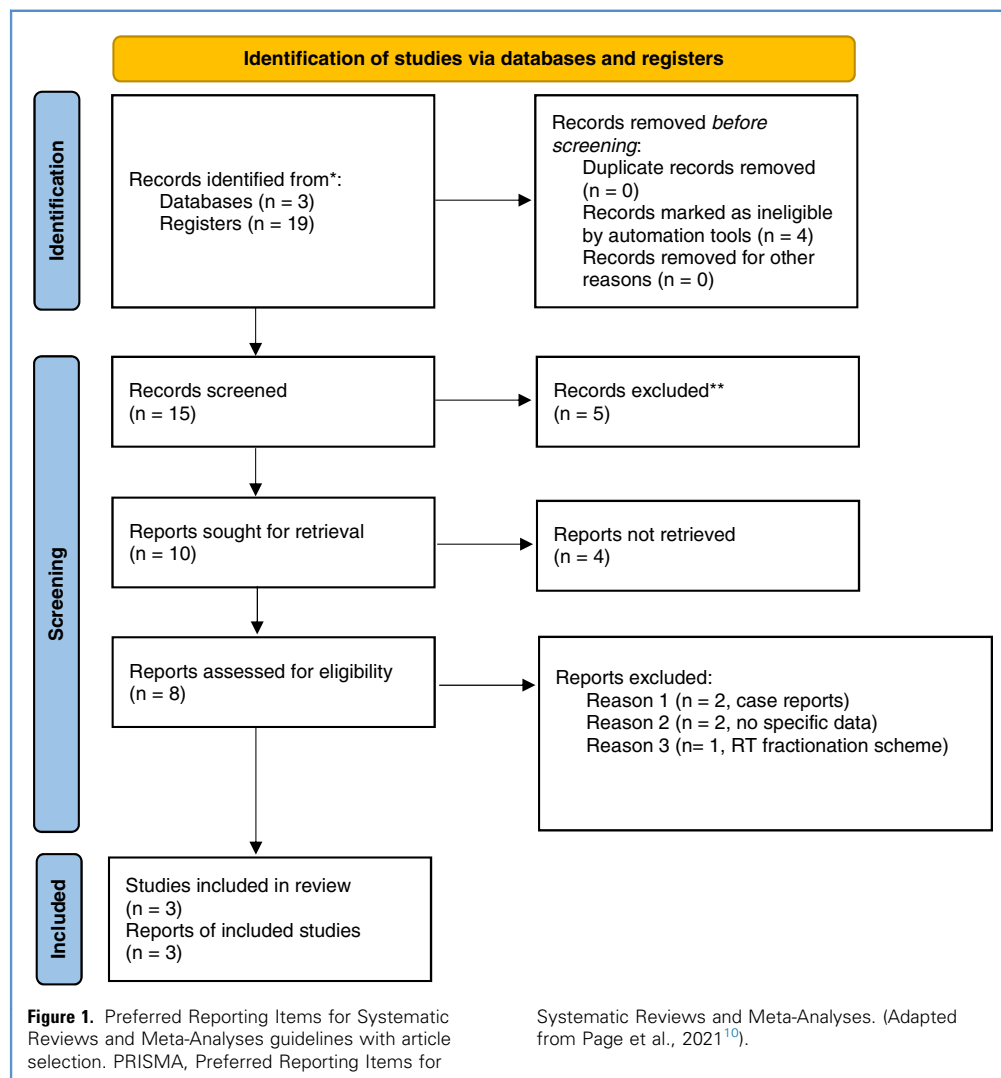 Identification of studies via databases and registers
Identification
Records identified from*:
Databases (n = 3)
Registers (n = 19)
Records removed before
screening:
Duplicate records removed
(n = 0)
Records marked as ineligible
by automation tools (n = 4)
Records removed for other
reasons (n = 0)
Screening
Records screened
(n = 15)
Records excluded**
(n = 5)
Reports sought for retrieval
(n = 10)
Reports not retrieved
(n = 4)
Reports assessed for eligibility
(n = 8)
Reports excluded:
Reason 1 (n = 2, case reports)
Reason 2 (n = 2, no specific data)
Reason 3 (n= 1, RT fractionation scheme)
Included
Studies included in review
(n = 3)
Reports of included studies
(n = 3)
Figure 1. Preferred Reporting Items for Systematic
Reviews and Meta-Analyses guidelines with article
selection. PRISMA, Preferred Reporting Items for
Systematic Reviews and Meta-Analyses. (Adapted
from Page et al., 2021¹⁰).